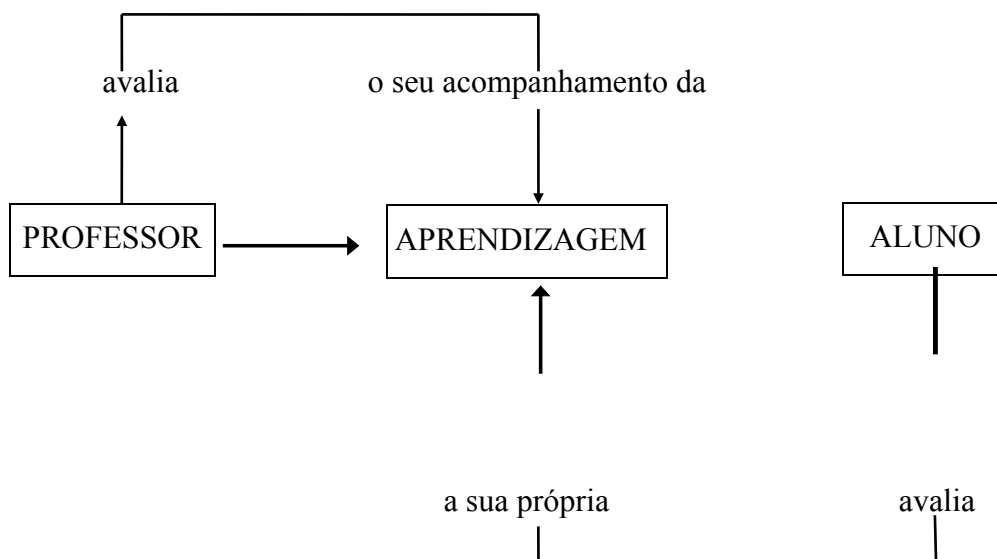 avalia o seu acompanhamento da
PROFESSOR APRENDIZAGEM ALUNO
a sua própria avalia